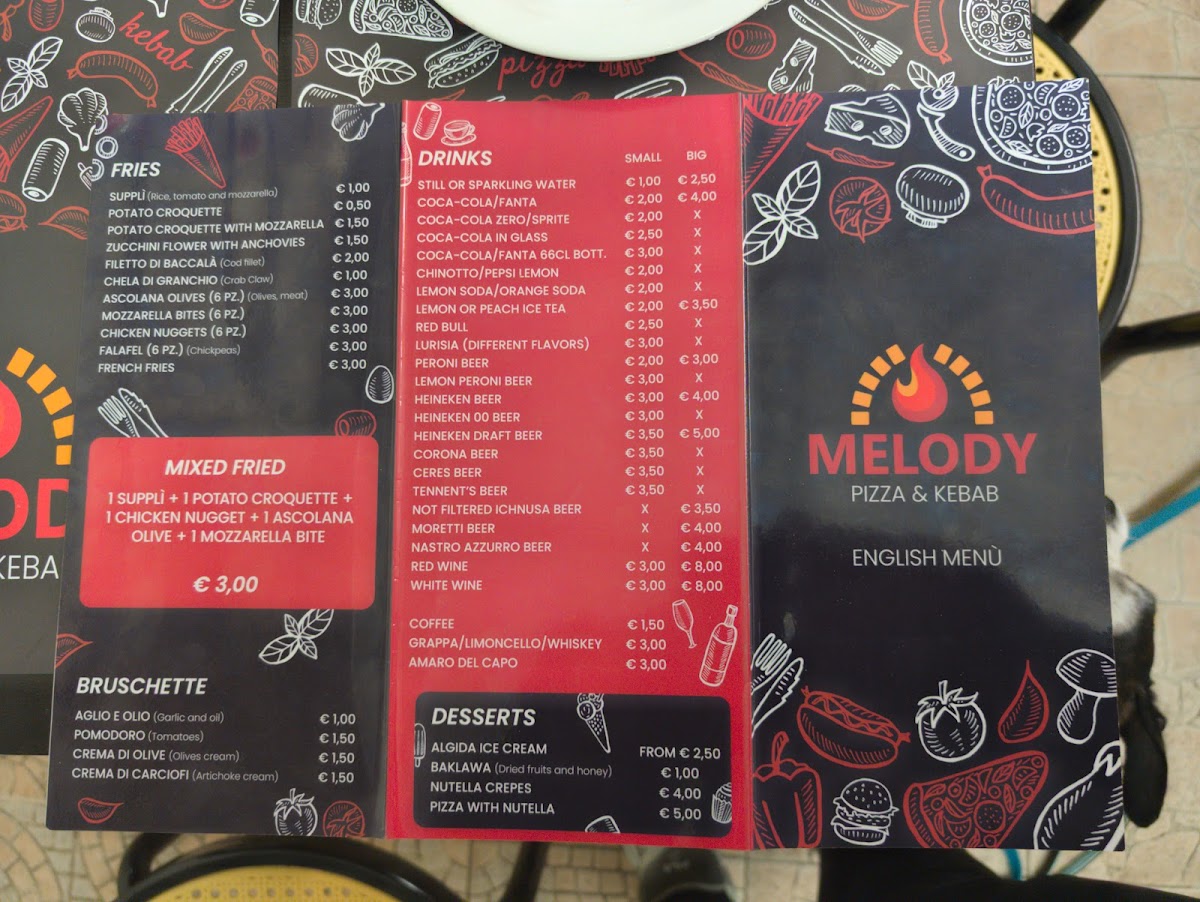 kebab
pizza
FRIES
SUPPLÌ (Rice, tomato and mozzarella) € 1,00
POTATO CROQUETTE € 0,50
POTATO CROQUETTE WITH MOZZARELLA € 1,50
ZUCCHINI FLOWER WITH ANCHOVIES € 1,50
FILETTO DI BACCALÀ (Cod fillet) € 2,00
CHELA DI GRANCHIO (Crab Claw) € 1,00
ASCOLANA OLIVES (6 PZ.) (Olives, meat) € 3,00
MOZZARELLA BITES (6 PZ.) € 3,00
CHICKEN NUGGETS (6 PZ.) € 3,00
FALAFEL (6 PZ.) (Chickpeas) € 3,00
FRENCH FRIES € 3,00
MIXED FRIED
1 SUPPLÌ + 1 POTATO CROQUETTE +
1 CHICKEN NUGGET + 1 ASCOLANA
OLIVE + 1 MOZZARELLA BITE
€ 3,00
BRUSCHETTE
AGLIO E OLIO (Garlic and oil) € 1,00
POMODORO (Tomatoes) € 1,50
CREMA DI OLIVE (Olives cream) € 1,50
CREMA DI CARCIOFI (Artichoke cream) € 1,50
DRINKS SMALL BIG
STILL OR SPARKLING WATER € 1,00 € 2,50
COCA-COLA/FANTA € 2,00 € 4,00
COCA-COLA ZERO/SPRITE € 2,00 X
COCA-COLA IN GLASS € 2,50 X
COCA-COLA/FANTA 66CL BOTT. € 3,00 X
CHINOTTO/PEPSI LEMON € 2,00 X
LEMON SODA/ORANGE SODA € 2,00 X
LEMON OR PEACH ICE TEA € 2,00 € 3,50
RED BULL € 2,50 X
LURISIA (DIFFERENT FLAVORS) € 3,00 X
PERONI BEER € 2,00 € 3,00
LEMON PERONI BEER € 3,00 X
HEINEKEN BEER € 3,00 € 4,00
HEINEKEN 00 BEER € 3,00 X
HEINEKEN DRAFT BEER € 3,50 € 5,00
CORONA BEER € 3,50 X
CERES BEER € 3,50 X
TENNENT'S BEER € 3,50 X
NOT FILTERED ICHNUSA BEER X € 3,50
MORETTI BEER X € 4,00
NASTRO AZZURRO BEER X € 4,00
RED WINE € 3,00 € 8,00
WHITE WINE € 3,00 € 8,00
COFFEE € 1,50
GRAPPA/LIMONCELLO/WHISKEY € 3,00
AMARO DEL CAPO € 3,00
DESSERTS
ALGIDA ICE CREAM FROM € 2,50
BAKLAWA (Dried fruits and honey) € 1,00
NUTELLA CREPES € 4,00
PIZZA WITH NUTELLA € 5,00
MELODY
PIZZA & KEBAB
ENGLISH MENÙ
OD
KEBA